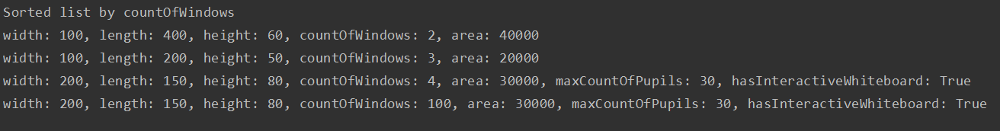 Sorted list by countOfWindows
width: 100, length: 400, height: 60, countOfWindows: 2, area: 40000
width: 100, length: 200, height: 50, countOfWindows: 3, area: 20000
width: 200, length: 150, height: 80, countOfWindows: 4, area: 30000, maxCountOfPupils: 30, hasInteractiveWhiteboard: True
width: 200, length: 150, height: 80, countOfWindows: 100, area: 30000, maxCountOfPupils: 30, hasInteractiveWhiteboard: True